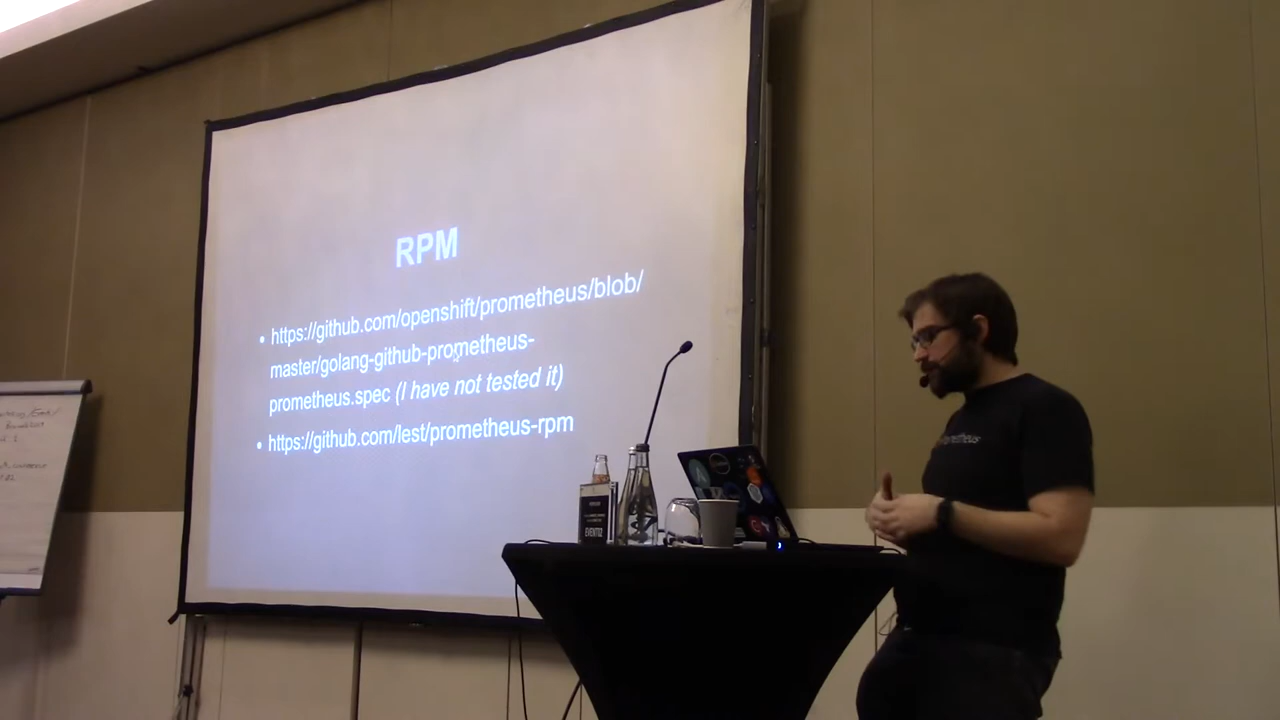 RPM
• https://github.com/openshift/prometheus/blob/
master/golang-github-prometheus-
prometheus.spec (I have not tested it)
• https://github.com/lest/prometheus-rpm